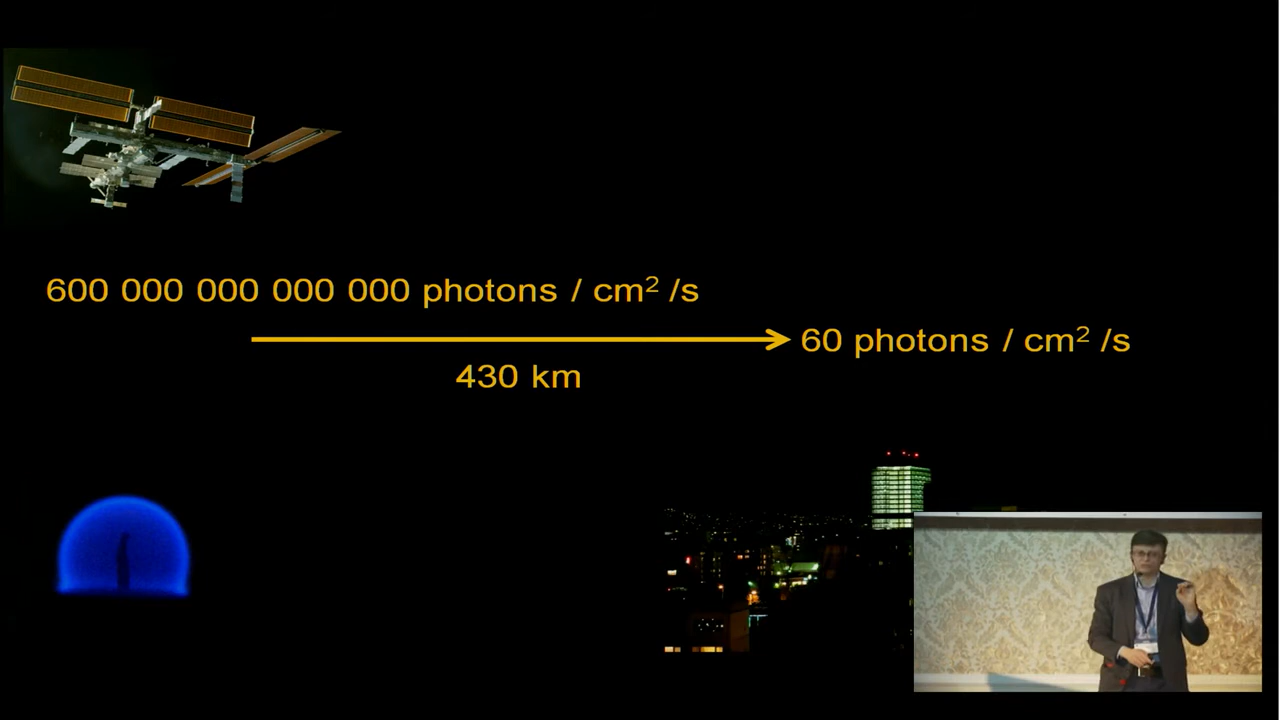 600 000 000 000 000 photons / cm² /s
60 photons / cm² /s
430 km